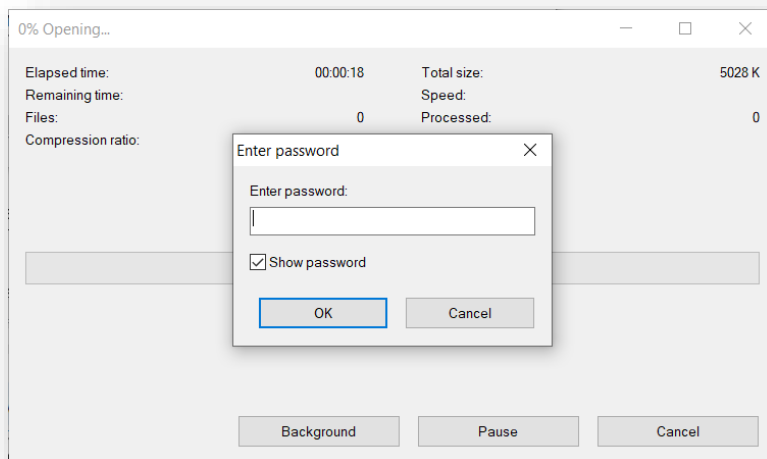 0% Opening...
Elapsed time: 00:00:18 Total size: 5028 K
Remaining time: Speed:
Files: 0 Processed: 0
Compression ratio:
Enter password
Enter password:
Show password
OK Cancel
Background Pause Cancel